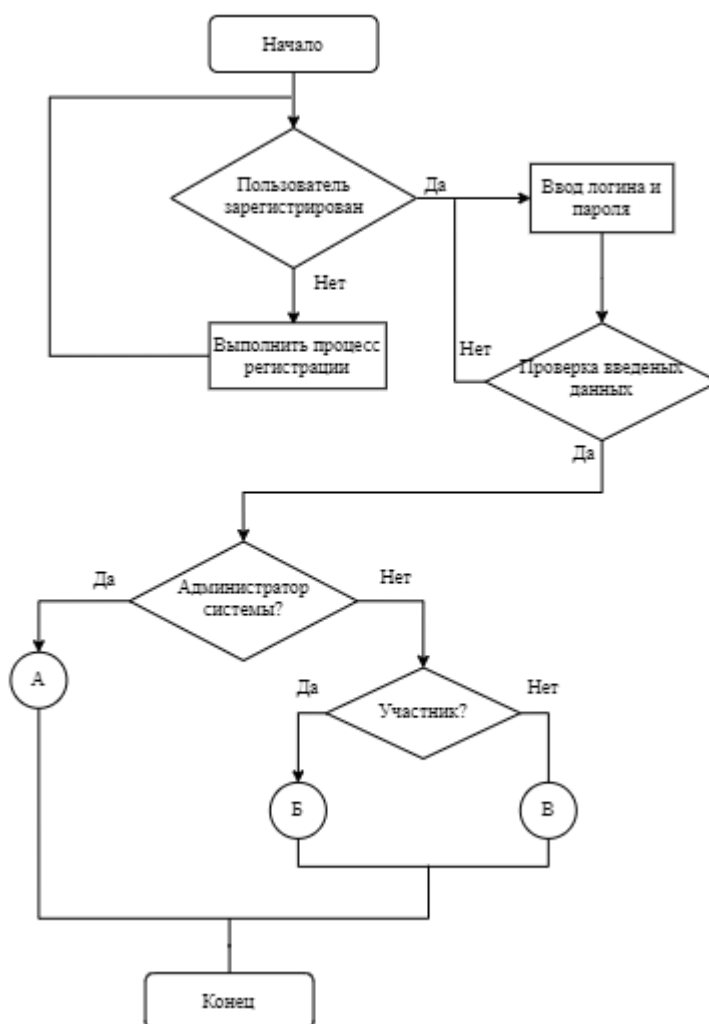 Начало
Пользователь
зарегистрирован
Да
Ввод логина и
пароля
Нет
Выполнить процесс
регистрации
Нет
Проверка введеных
данных
Да
Да
Администратор
системы?
Нет
А
Да
Участник?
Нет
Б
В
Конец